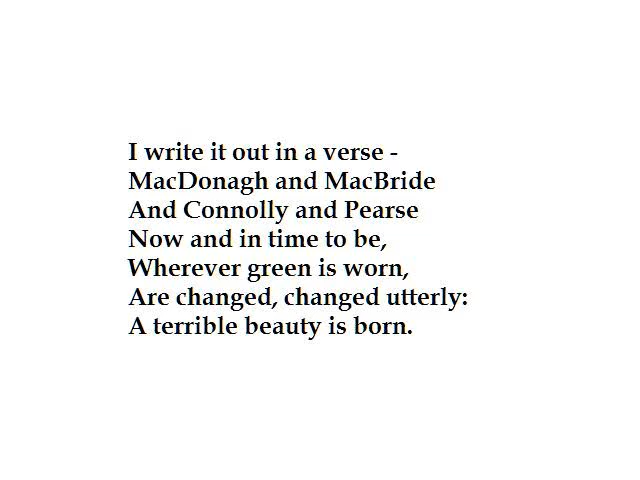 I write it out in a verse -
MacDonagh and MacBride
And Connolly and Pearse
Now and in time to be,
Wherever green is worn,
Are changed, changed utterly:
A terrible beauty is born.